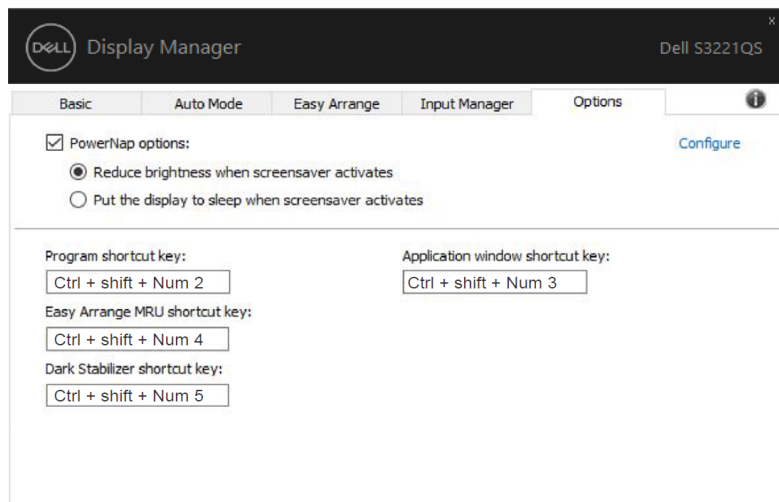 x
DELL Display Manager
Dell S3221QS
Basic Auto Mode Easy Arrange Input Manager Options i
PowerNap options: Configure
Reduce brightness when screensaver activates
Put the display to sleep when screensaver activates
Program shortcut key: Application window shortcut key:
Ctrl + shift + Num 2 Ctrl + shift + Num 3
Easy Arrange MRU shortcut key:
Ctrl + shift + Num 4
Dark Stabilizer shortcut key:
Ctrl + shift + Num 5